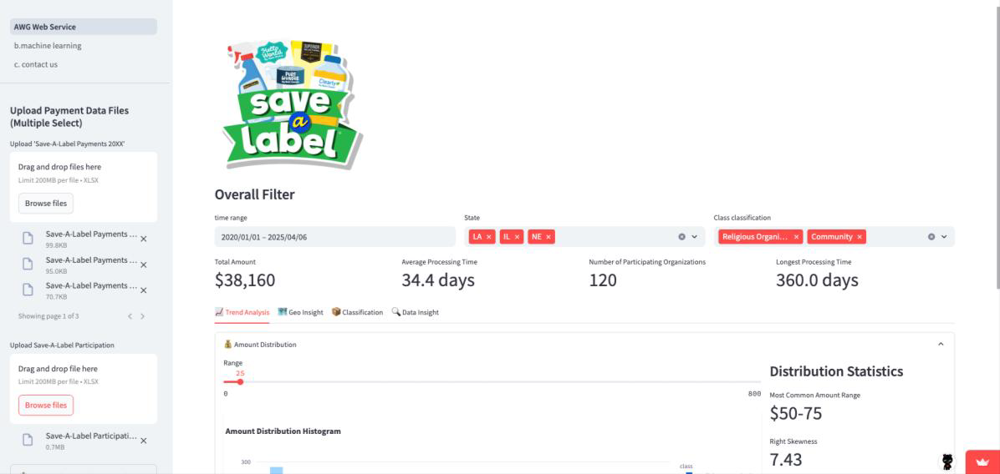 AWG Web Service
b.machine learning
c. contact us
Upload Payment Data Files
(Multiple Select)
Upload 'Save-A-Label Payments 20XX'
Drag and drop files here
Limit 200MB per file • XLSX
Browse files
Save-A-Label Payments ...
99.8KB
Save-A-Label Payments ...
95.0KB
Save-A-Label Payments ...
70.7KB
Showing page 1 of 3
Upload Save-A-Label Participation
Drag and drop file here
Limit 200MB per file • XLSX
Browse files
Save-A-Label Participati...
0.7MB
Hello
World
SUPERIOR
PURE
Clearly
save
a
label
Overall Filter
time range
2020/01/01 – 2025/04/06
State
LA × IL × NE ×
Class classification
Religious Organi... × Community ×
Total Amount
$38,160
Average Processing Time
34.4 days
Number of Participating Organizations
120
Longest Processing Time
360.0 days
Trend Analysis Geo Insight Classification Data Insight
Amount Distribution
Range
25
0 800
Amount Distribution Histogram
300
class
Distribution Statistics
Most Common Amount Range
$50-75
Right Skewness
7.43